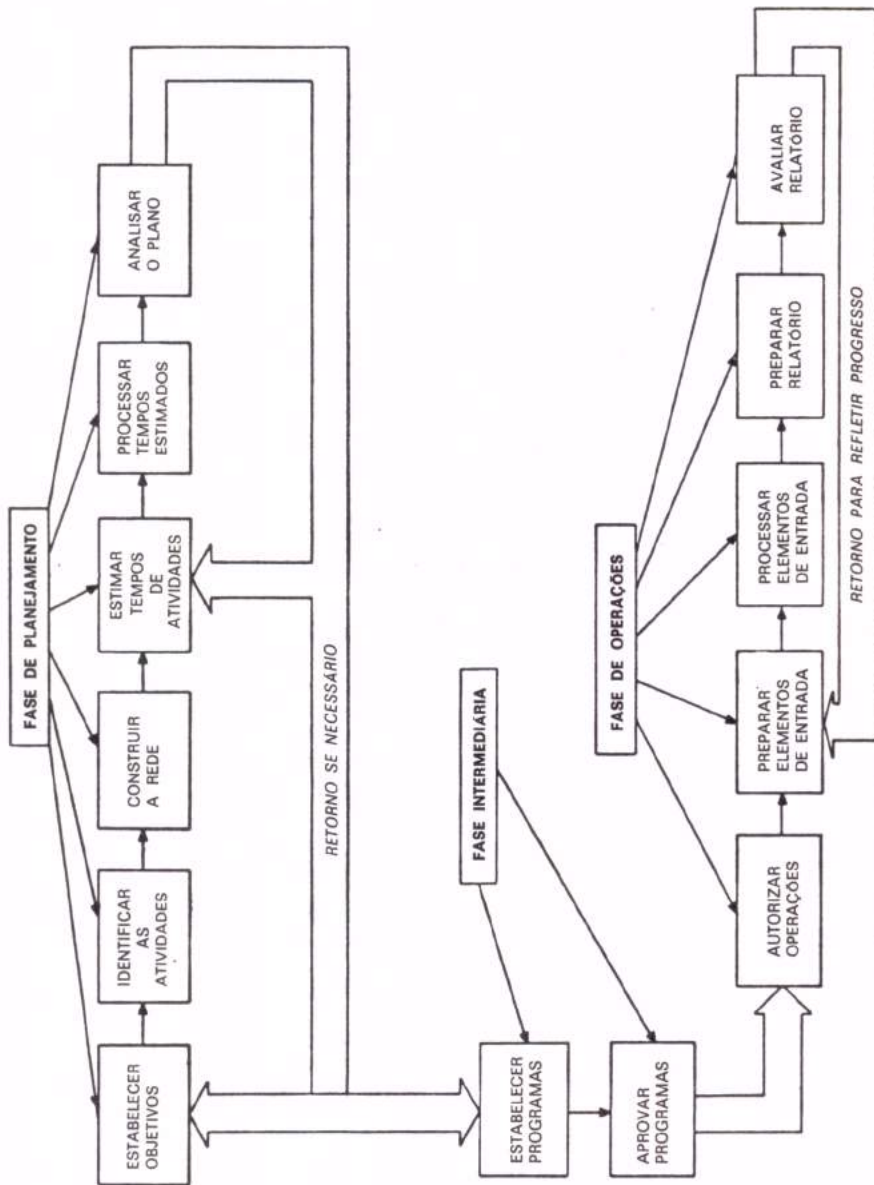 FASE DE PLANEJAMENTO
ESTABELECER
OBJETIVOS
IDENTIFICAR
AS
ATIVIDADES
CONSTRUIR
A REDE
ESTIMAR
TEMPOS
DE
ATIVIDADES
PROCESSAR
TEMPOS
ESTIMADOS
ANALISAR
O PLANO
RETORNO SE NECESSÁRIO
FASE INTERMEDIÁRIA
ESTABELECER
PROGRAMAS
APROVAR
PROGRAMAS
FASE DE OPERAÇÕES
AUTORIZAR
OPERAÇÕES
PREPARAR
ELEMENTOS
DE ENTRADA
PROCESSAR
ELEMENTOS
DE ENTRADA
PREPARAR
RELATÓRIO
AVALIAR
RELATÓRIO
RETORNO PARA REFLETIR PROGRESSO